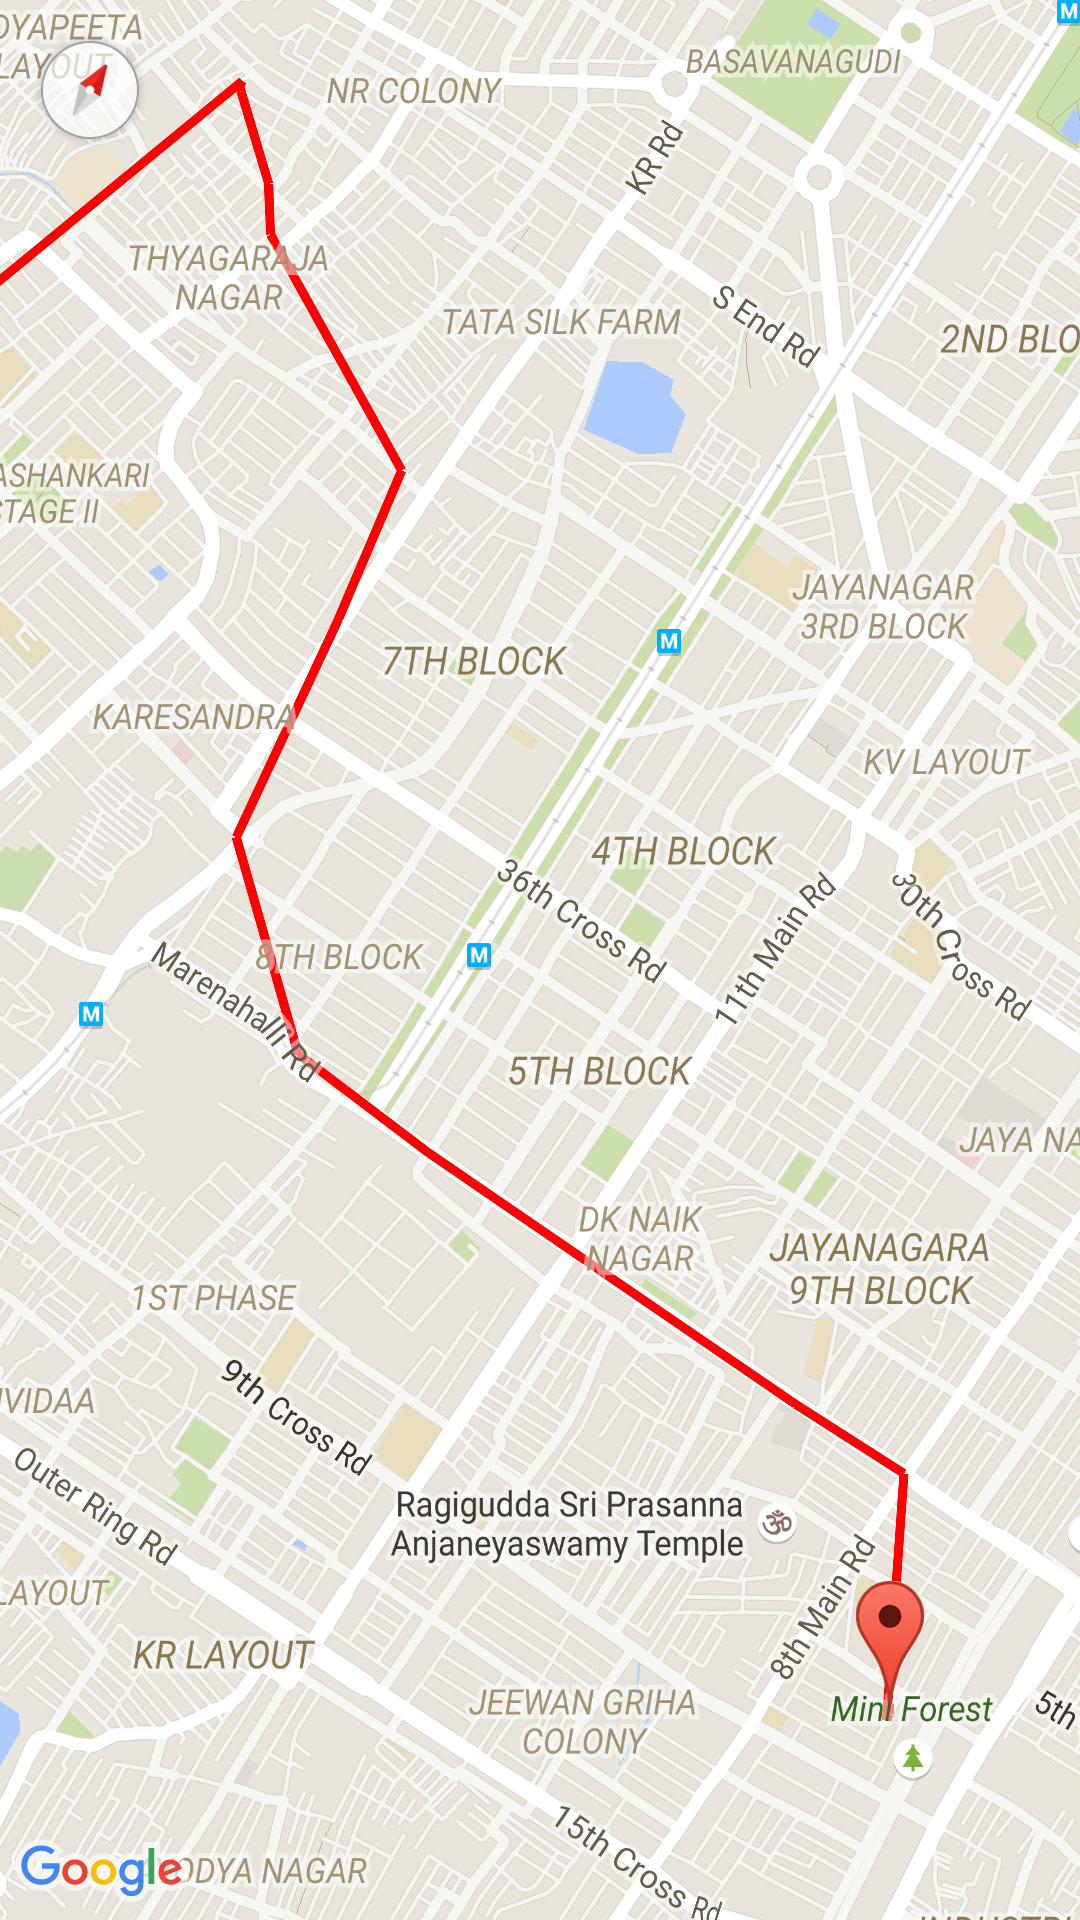 DYAPEETA
LAYOUT
NR COLONY
BASAVANAGUDI
M
KR Rd
THYAGARAJA
NAGAR
TATA SILK FARM
S End Rd
2ND BLO
ASHANKARI
STAGE II
JAYANAGAR
3RD BLOCK
M
7TH BLOCK
KARESANDRA
KV LAYOUT
4TH BLOCK
36th Cross Rd
11th Main Rd
30th Cross Rd
8TH BLOCK
M
Marenahalli Rd
M
5TH BLOCK
JAYA NA
DK NAIK
NAGAR
JAYANAGARA
9TH BLOCK
1ST PHASE
9th Cross Rd
IVIDAA
Outer Ring Rd
Ragigudda Sri Prasanna
Anjaneyaswamy Temple
ॐ
8th Main Rd
LAYOUT
KR LAYOUT
JEEWAN GRIHA
COLONY
Mini Forest
5th
15th Cross Rd
Google
ODYA NAGAR